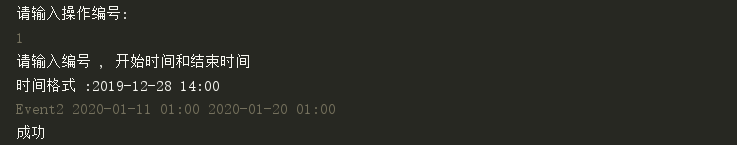 请输入操作编号:
1
请输入编号 , 开始时间和结束时间
时间格式 :2019-12-28 14:00
Event2 2020-01-11 01:00 2020-01-20 01:00
成功